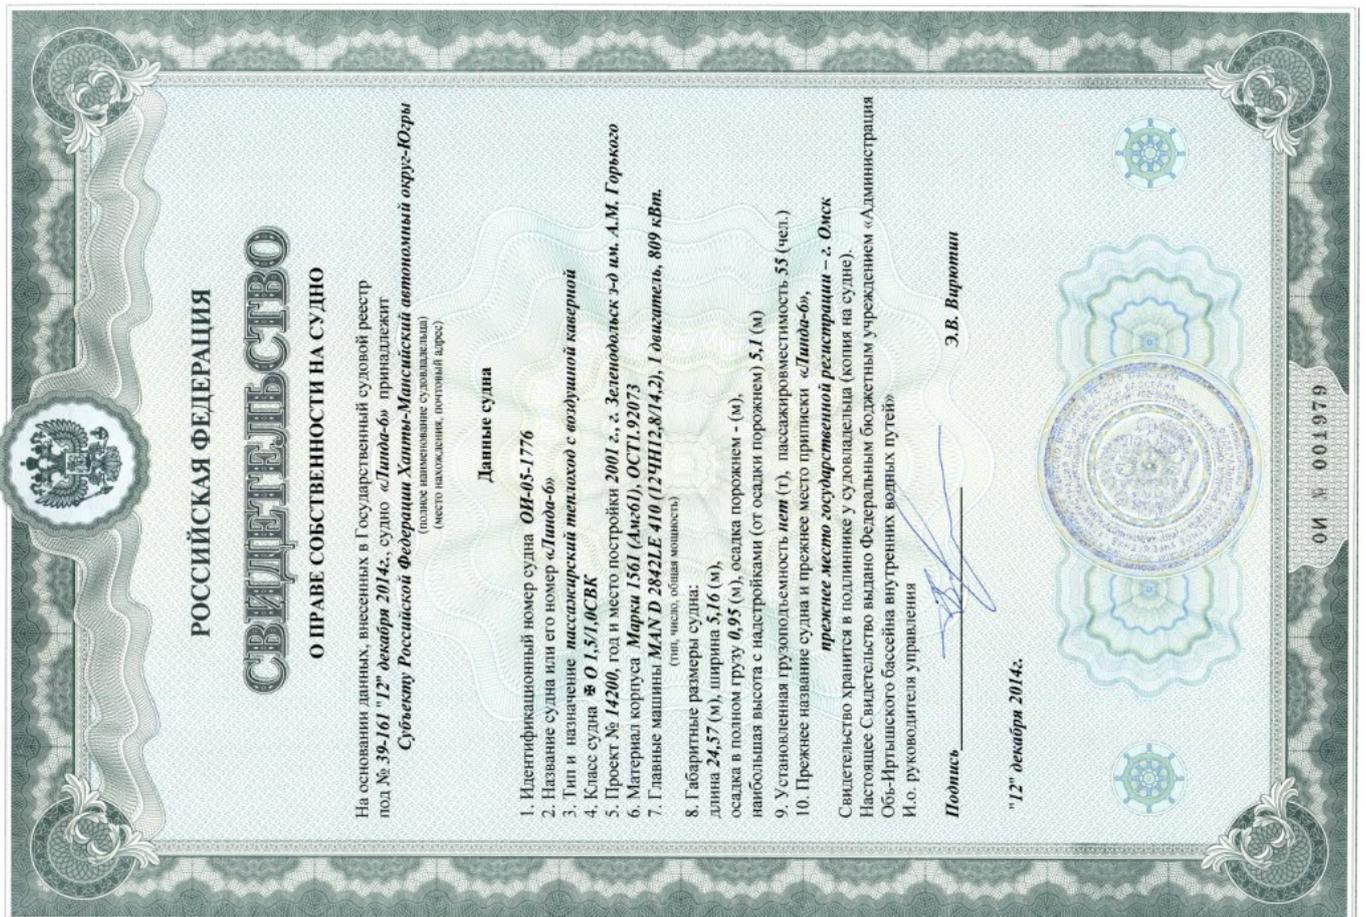 РОССИЙСКАЯ ФЕДЕРАЦИЯ
СВИДЕТЕЛЬСТВО
О ПРАВЕ СОБСТВЕННОСТИ НА СУДНО
На основании данных, внесенных в Государственный судовой реестр
под № 39-161 "12" декабря 2014г., судно «Линда-6» принадлежит
Субъекту Российской Федерации Ханты-Мансийский автономный округ-Югры
(полное наименование судовладельца)
(место нахождения, почтовый адрес)
Данные судна
1. Идентификационный номер судна ОИ-05-1776
2. Название судна или его номер «Линда-6»
3. Тип и назначение пассажирский теплоход с воздушной каверной
4. Класс судна ✠ О 1,5/1,0СВК
5. Проект № 14200, год и место постройки 2001 г., г. Зеленодольск з-д им. А.М. Горького
6. Материал корпуса Марки 1561 (Амг61), ОСТ1.92073
7. Главные машины MAN D 2842LE 410 (12ЧН12,8/14,2), 1 двигатель, 809 кВт.
(тип, число, общая мощность)
8. Габаритные размеры судна:
длина 24,57 (м), ширина 5,16 (м),
осадка в полном грузу 0,95 (м), осадка порожнем - (м),
наибольшая высота с надстройками (от осадки порожнем) 5,1 (м)
9. Установленная грузоподъемность нет (т), пассажировместимость 55 (чел.)
10. Прежнее название судна и прежнее место приписки «Линда-6»,
прежнее место государственной регистрации – г. Омск
Свидетельство хранится в подлиннике у судовладельца (копия на судне).
Настоящее Свидетельство выдано Федеральным бюджетным учреждением «Администрация
Обь-Иртышского бассейна внутренних водных путей»
И.о. руководителя управления
Подпись Э.В. Вирютин
"12" декабря 2014г.
ОИ № 001979